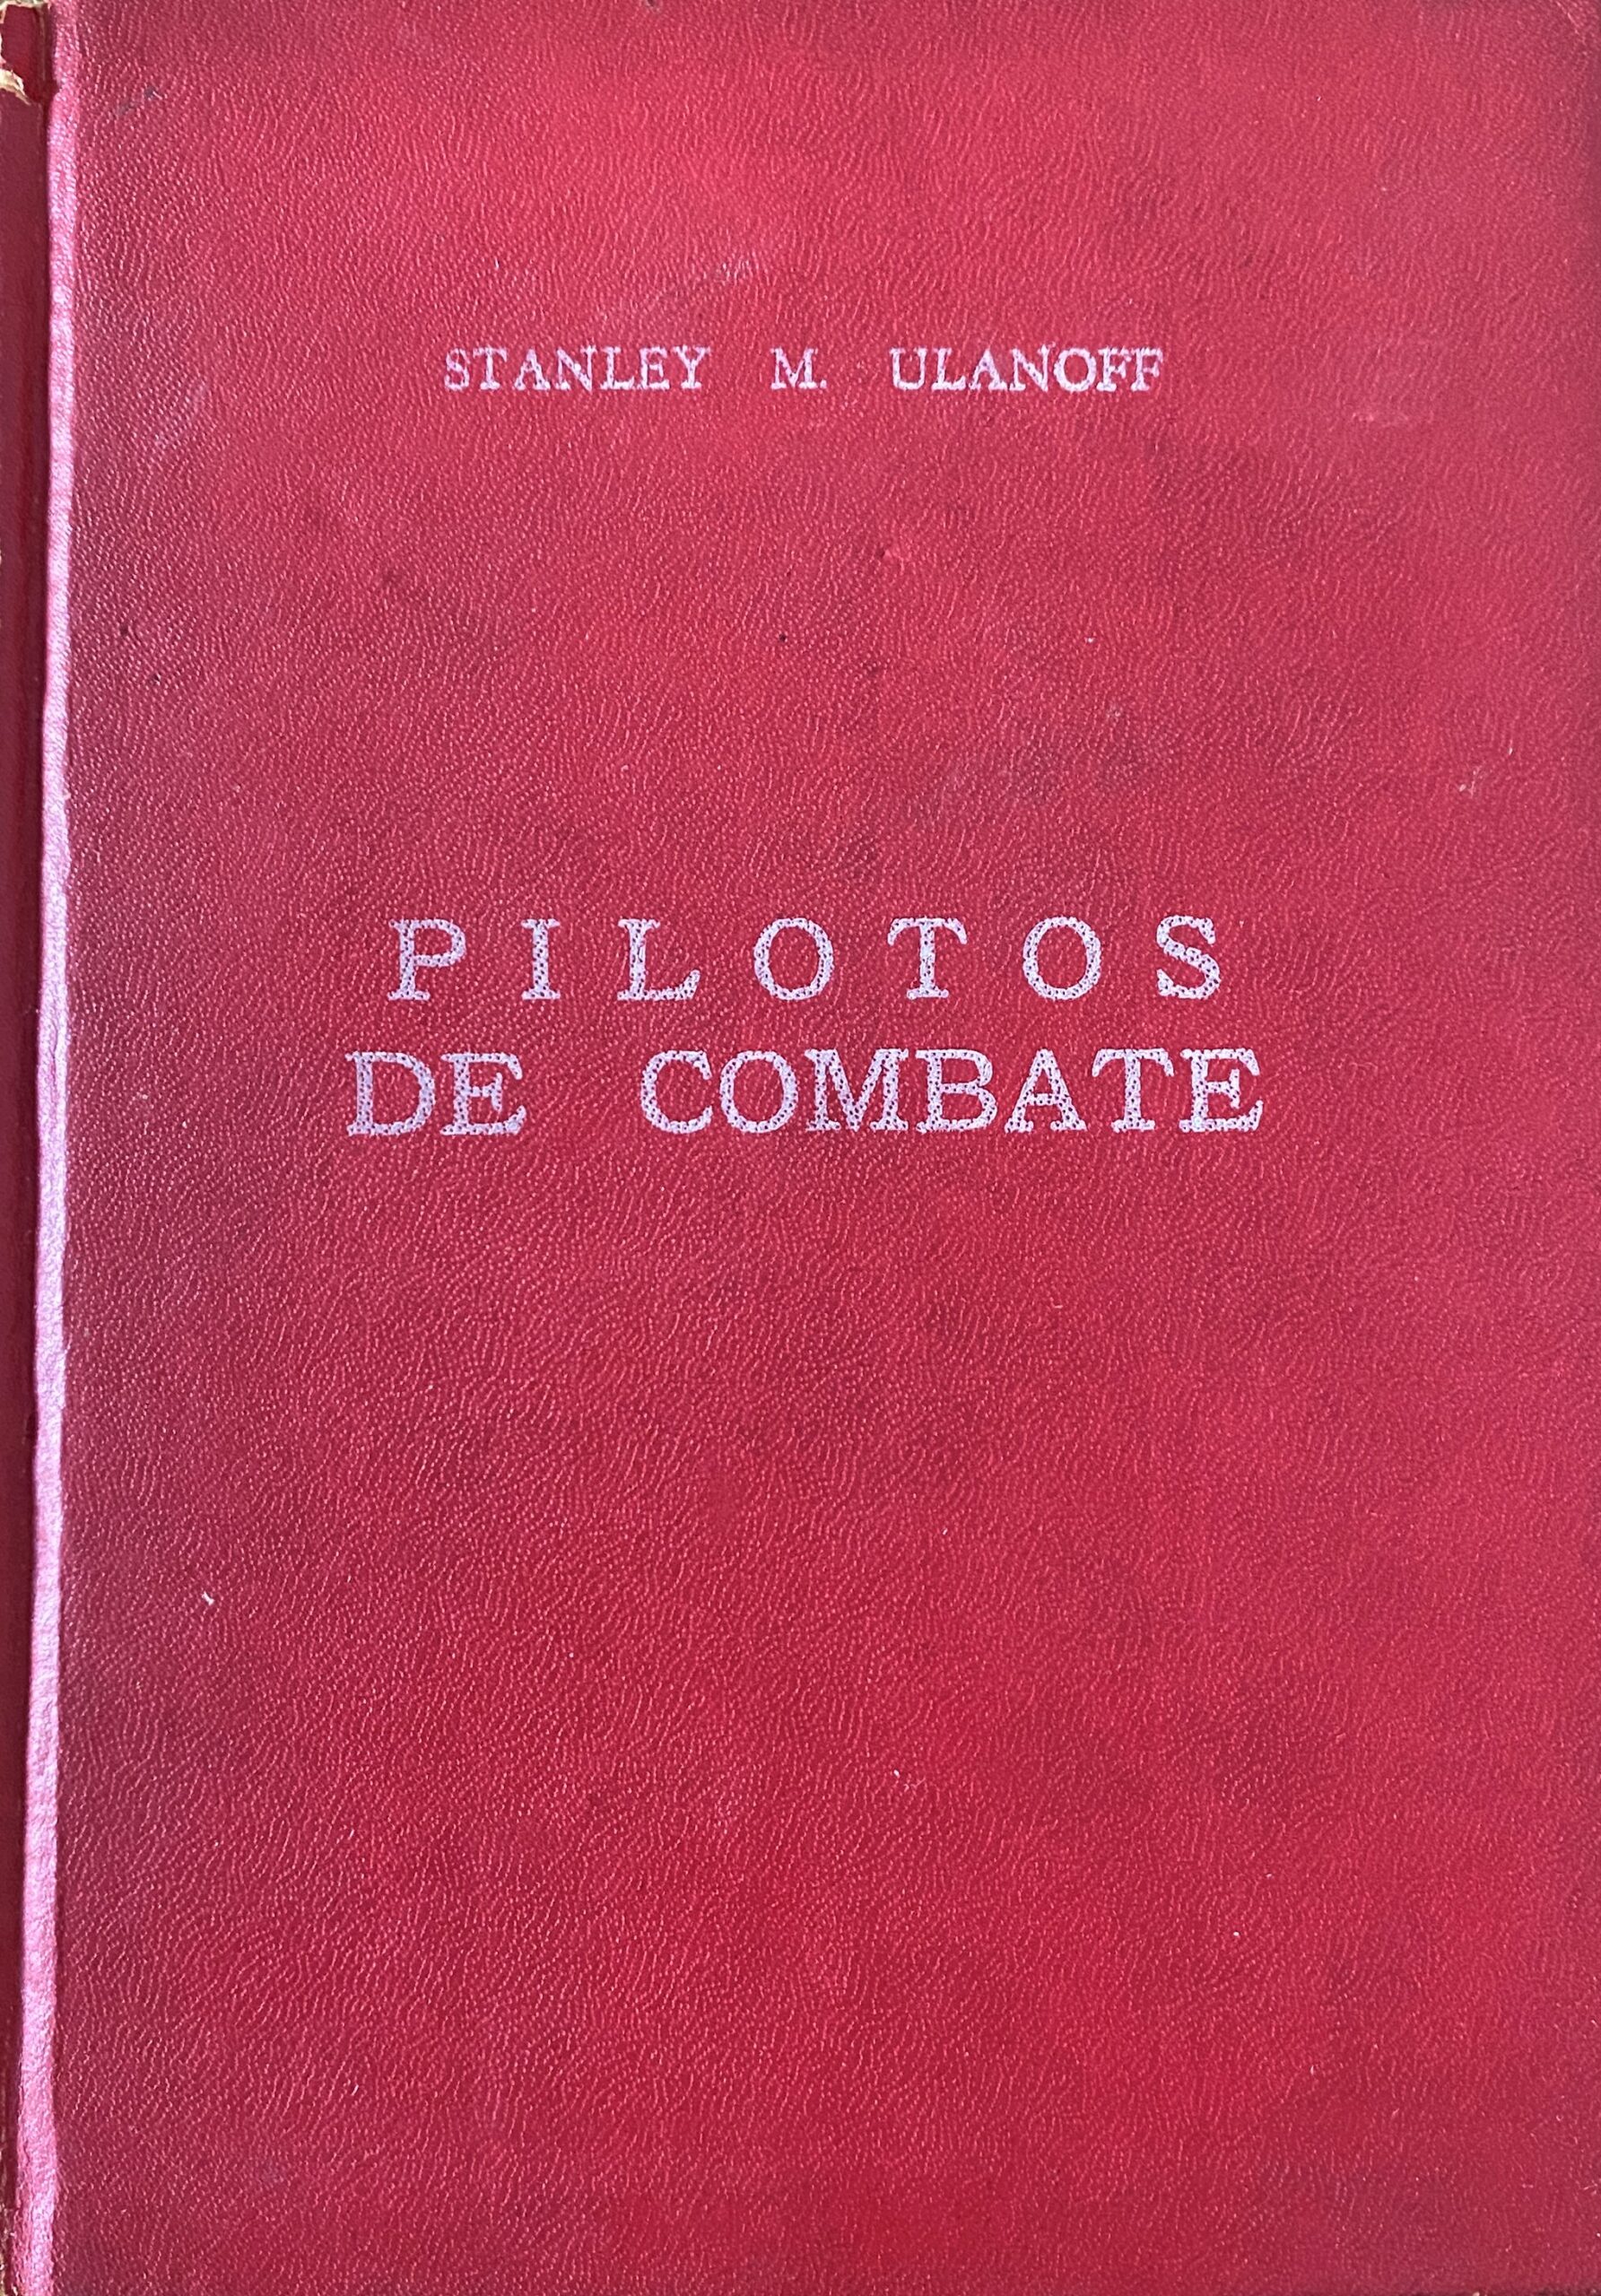 STANLEY M. ULANOFF
PILOTOS
DE COMBATE